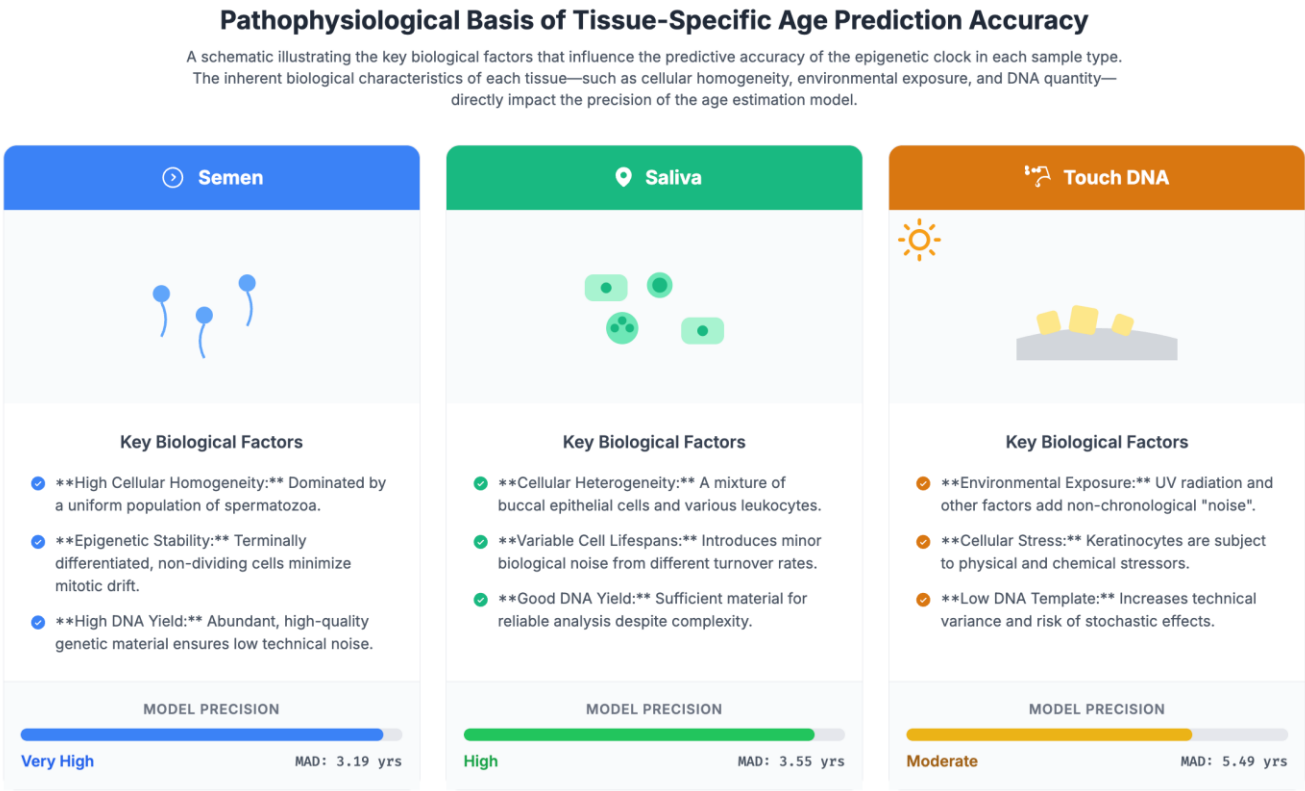 Pathophysiological Basis of Tissue-Specific Age Prediction Accuracy
A schematic illustrating the key biological factors that influence the predictive accuracy of the epigenetic clock in each sample type.
The inherent biological characteristics of each tissue—such as cellular homogeneity, environmental exposure, and DNA quantity—
directly impact the precision of the age estimation model.
Semen
Key Biological Factors
**High Cellular Homogeneity:** Dominated by
a uniform population of spermatozoa.
**Epigenetic Stability:** Terminally
differentiated, non-dividing cells minimize
mitotic drift.
**High DNA Yield:** Abundant, high-quality
genetic material ensures low technical noise.
MODEL PRECISION
Very High
MAD: 3.19 yrs
Saliva
Key Biological Factors
**Cellular Heterogeneity:** A mixture of
buccal epithelial cells and various leukocytes.
**Variable Cell Lifespans:** Introduces minor
biological noise from different turnover rates.
**Good DNA Yield:** Sufficient material for
reliable analysis despite complexity.
MODEL PRECISION
High
MAD: 3.55 yrs
Touch DNA
Key Biological Factors
**Environmental Exposure:** UV radiation and
other factors add non-chronological "noise".
**Cellular Stress:** Keratinocytes are subject
to physical and chemical stressors.
**Low DNA Template:** Increases technical
variance and risk of stochastic effects.
MODEL PRECISION
Moderate
MAD: 5.49 yrs